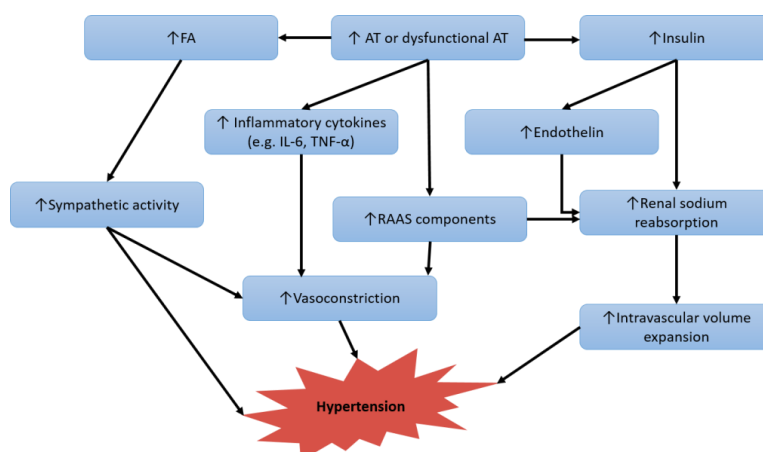 ↑FA
↑ AT or dysfunctional AT
↑Insulin
↑ Inflammatory cytokines
(e.g. IL-6, TNF-α)
↑Endothelin
↑Sympathetic activity
↑RAAS components
↑Renal sodium
reabsorption
↑Vasoconstriction
↑Intravascular volume
expansion
Hypertension